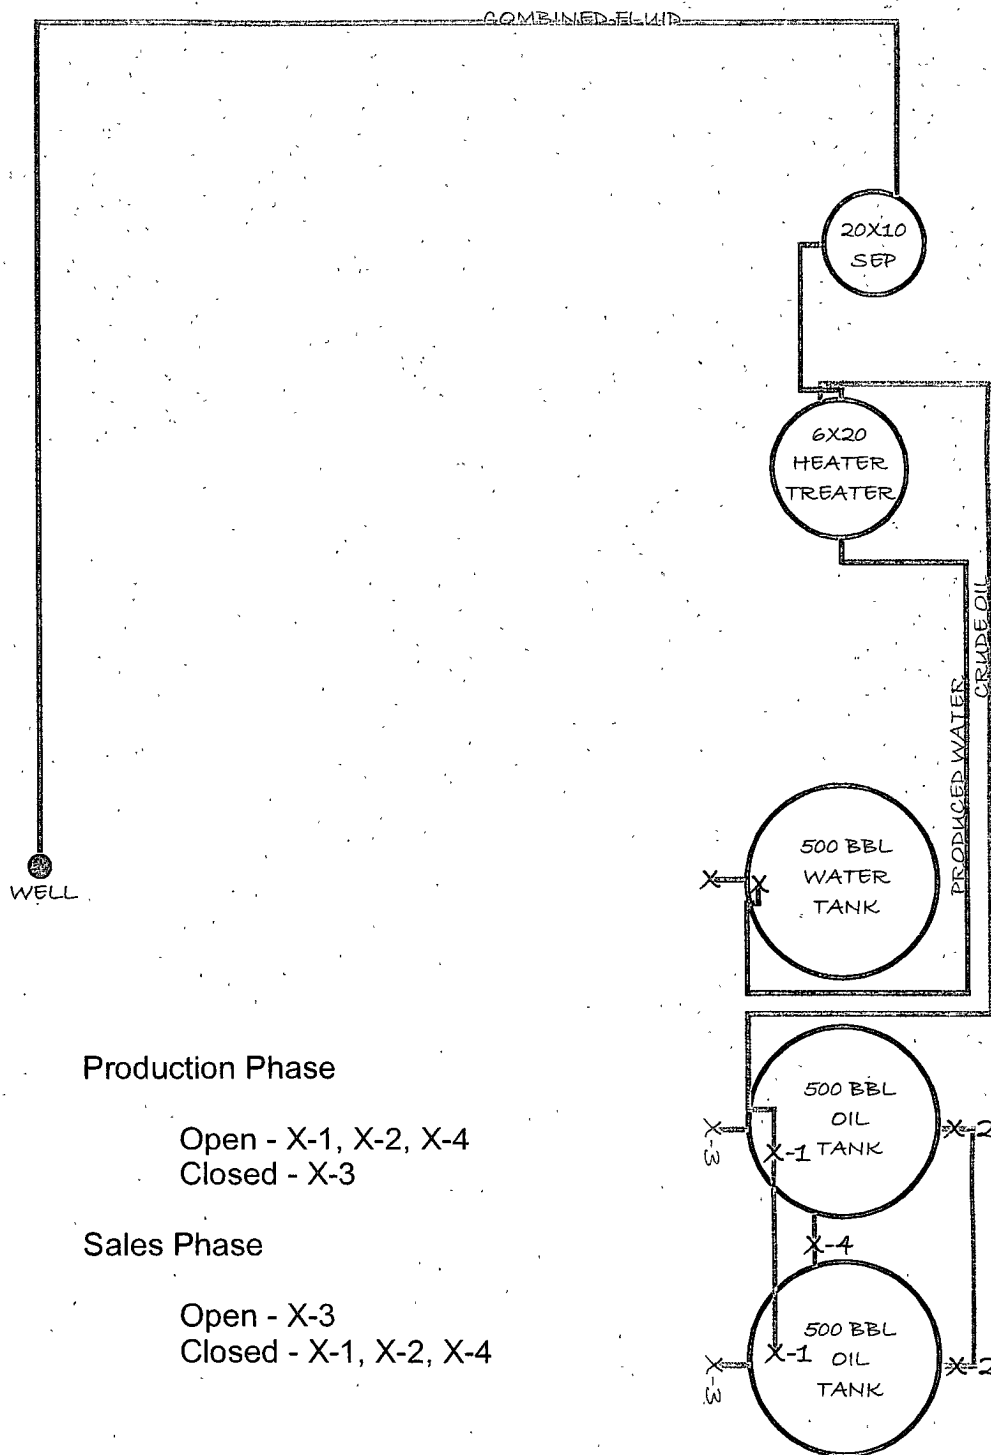 COMBINED FLUID
20X10
SEP
6X20
HEATER
TREATER
CRUDE OIL
PRODUCED WATER
500 BBL
WATER
TANK
X
X
WELL
Production Phase
Open - X-1, X-2, X-4
Closed - X-3
Sales Phase
Open - X-3
Closed - X-1, X-2, X-4
500 BBL
OIL
TANK
X-1
X-2
X-3
X-4
500 BBL
OIL
TANK
X-1
X-2
X-3